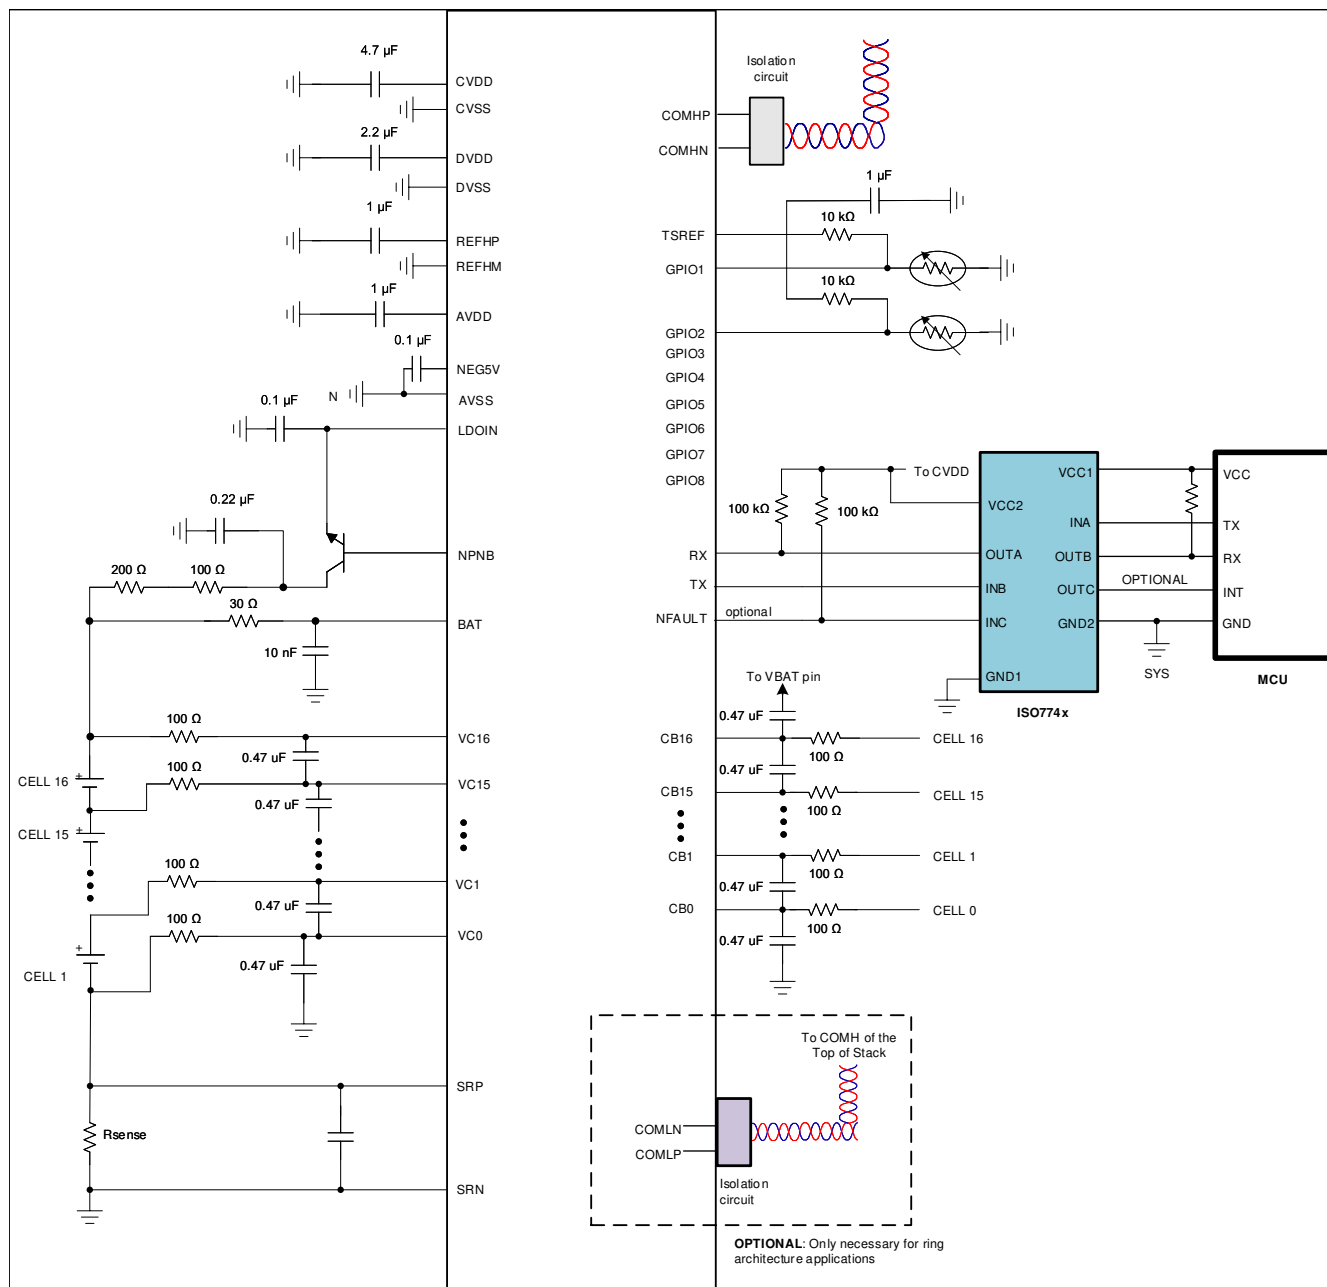 4.7 µF
CVDD
CVSS
2.2 µF
DVDD
DVSS
1 µF
REFHP
REFHM
1 µF
AVDD
0.1 µF
NEG5V
N
AVSS
0.1 µF
LDOIN
0.22 µF
NPNB
200 Ω
100 Ω
30 Ω
BAT
10 nF
100 Ω
VC16
0.47 uF
CELL 16
+
100 Ω
VC15
0.47 uF
CELL 15
+
100 Ω
VC1
0.47 uF
100 Ω
VC0
+
0.47 uF
CELL 1
SRP
Rsense
SRN
Isolation
circuit
COMHP
COMHN
1 µF
10 kΩ
TSREF
GPIO1
10 kΩ
GPIO2
GPIO3
GPIO4
GPIO5
GPIO6
GPIO7
GPIO8
To CVDD
100 kΩ
100 kΩ
RX
TX
NFAULT
optional
VCC1
VCC2
INA
OUTA
OUTB
INB
OUTC
INC
GND2
GND1
ISO774x
OPTIONAL
SYS
VCC
TX
RX
INT
GND
MCU
To VBAT pin
0.47 uF
CB16
100 Ω
CELL 16
0.47 uF
CB15
100 Ω
CELL 15
CB1
100 Ω
CELL 1
0.47 uF
CB0
100 Ω
CELL 0
0.47 uF
To COMH of the
Top of Stack
COMLN
COMLP
Isolation
circuit
OPTIONAL: Only necessary for ring
architecture applications